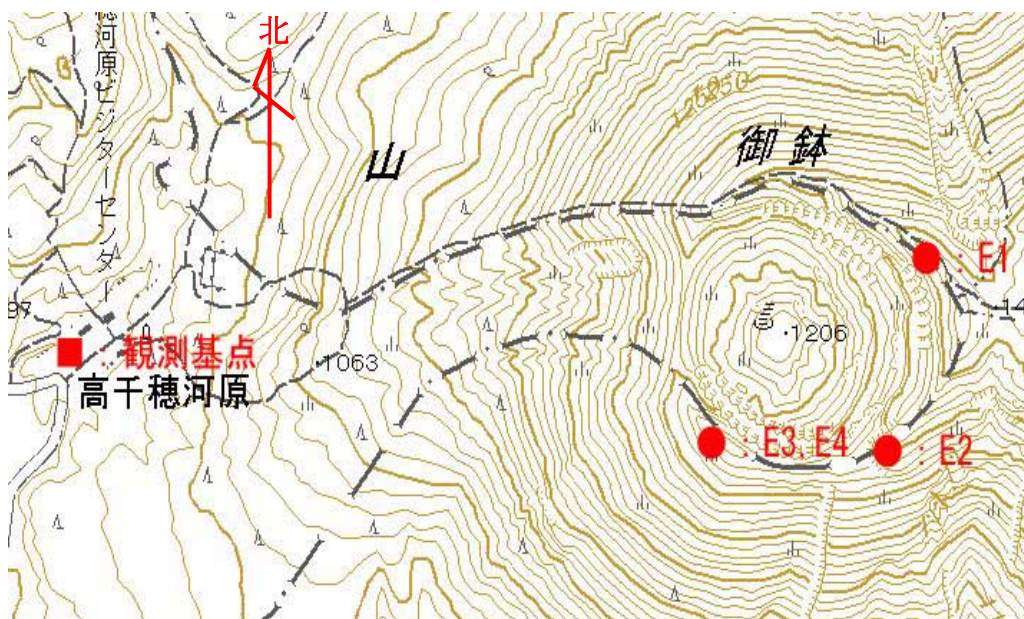 北
河原ビジターセンター
山
御鉢
：E1
・1206
・1063
：観測基点
高千穂河原
：E3、E4
：E2